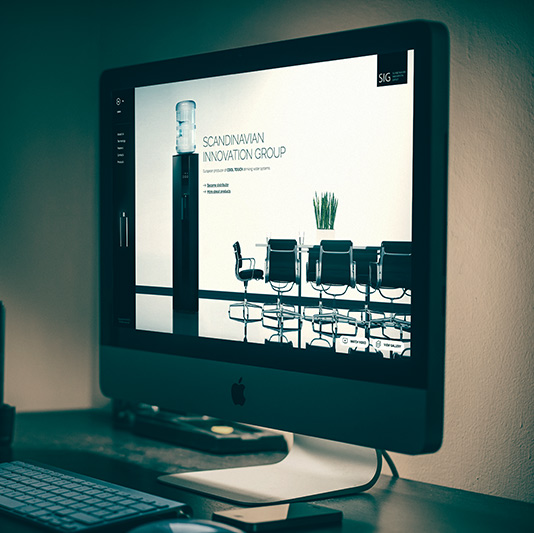 SIG
SCANDINAVIAN
INNOVATION GROUP
European producer of COOL TOUCH drinking water systems
Become distributor
More about products
WATCH VIDEO
VIEW GALLERY